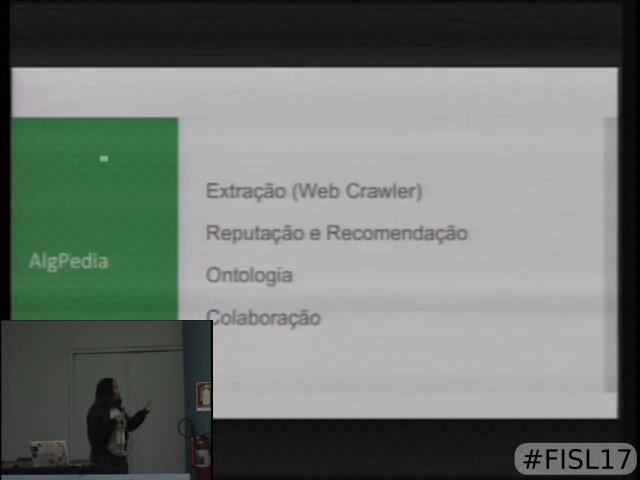 AlgPedia
Extração (Web Crawler)
Reputação e Recomendação
Ontologia
Colaboração
#FISL17